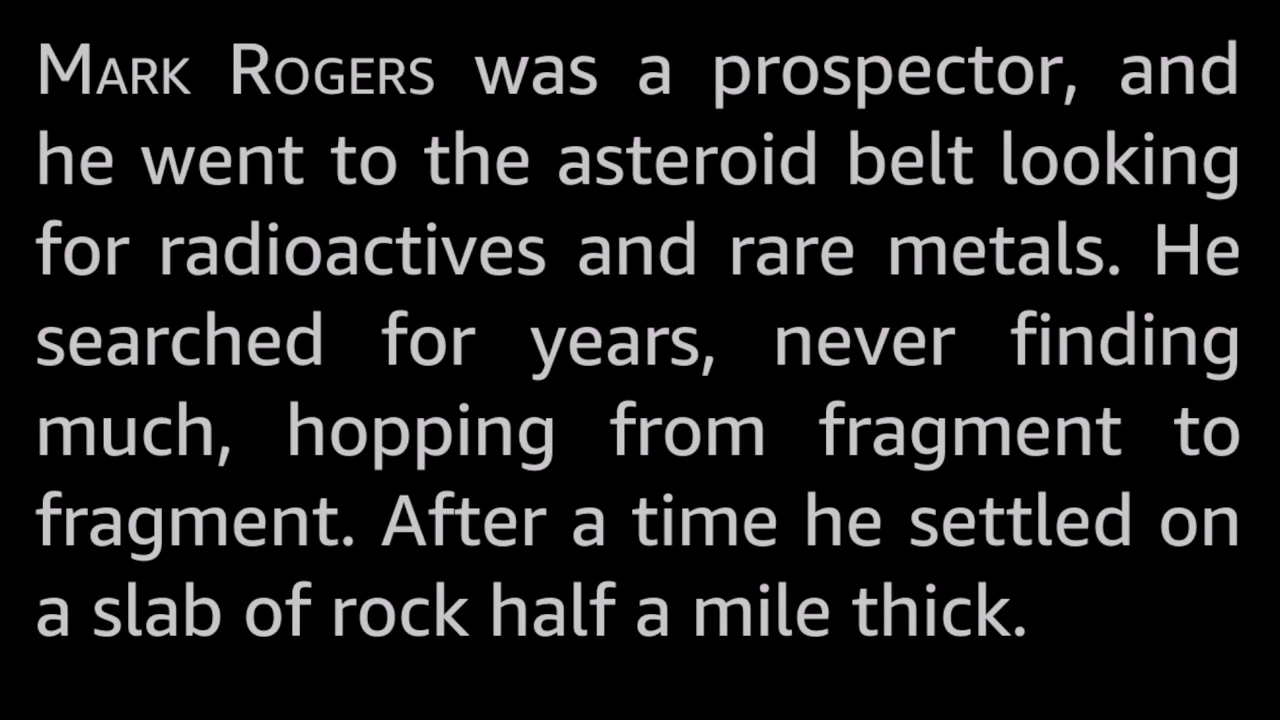 Mark Rogers was a prospector, and
he went to the asteroid belt looking
for radioactives and rare metals. He
searched for years, never finding
much, hopping from fragment to
fragment. After a time he settled on
a slab of rock half a mile thick.